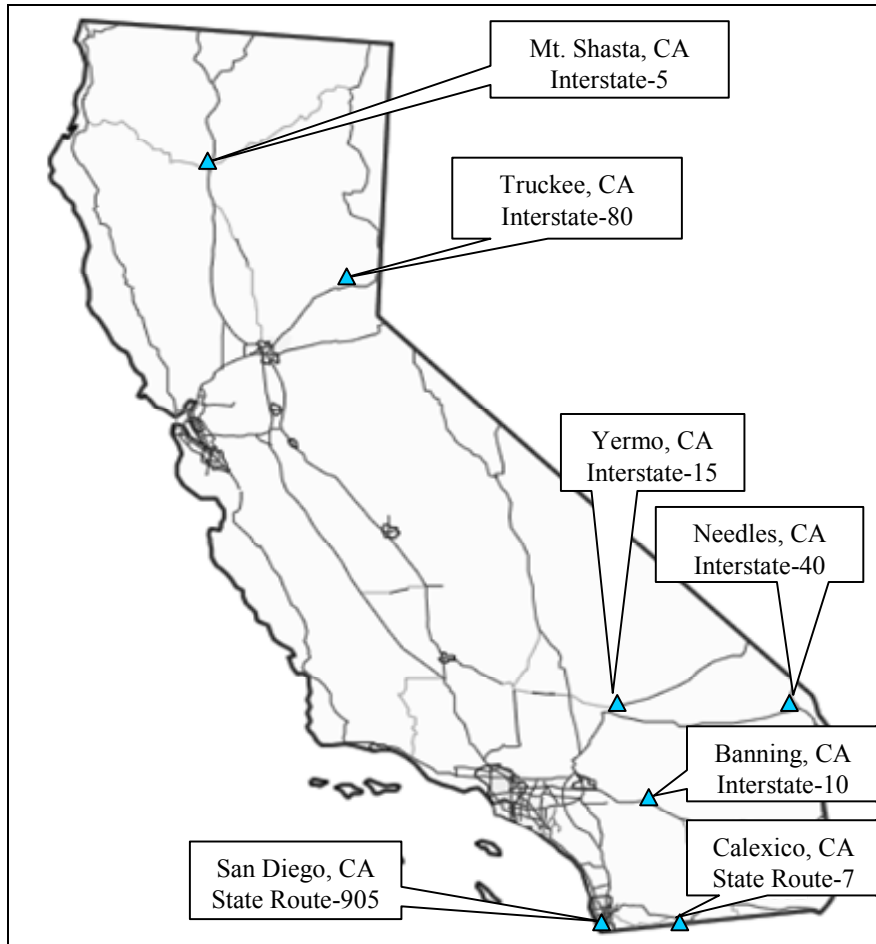 Mt. Shasta, CA
Interstate-5
Truckee, CA
Interstate-80
Yermo, CA
Interstate-15
Needles, CA
Interstate-40
Banning, CA
Interstate-10
Calexico, CA
State Route-7
San Diego, CA
State Route-905